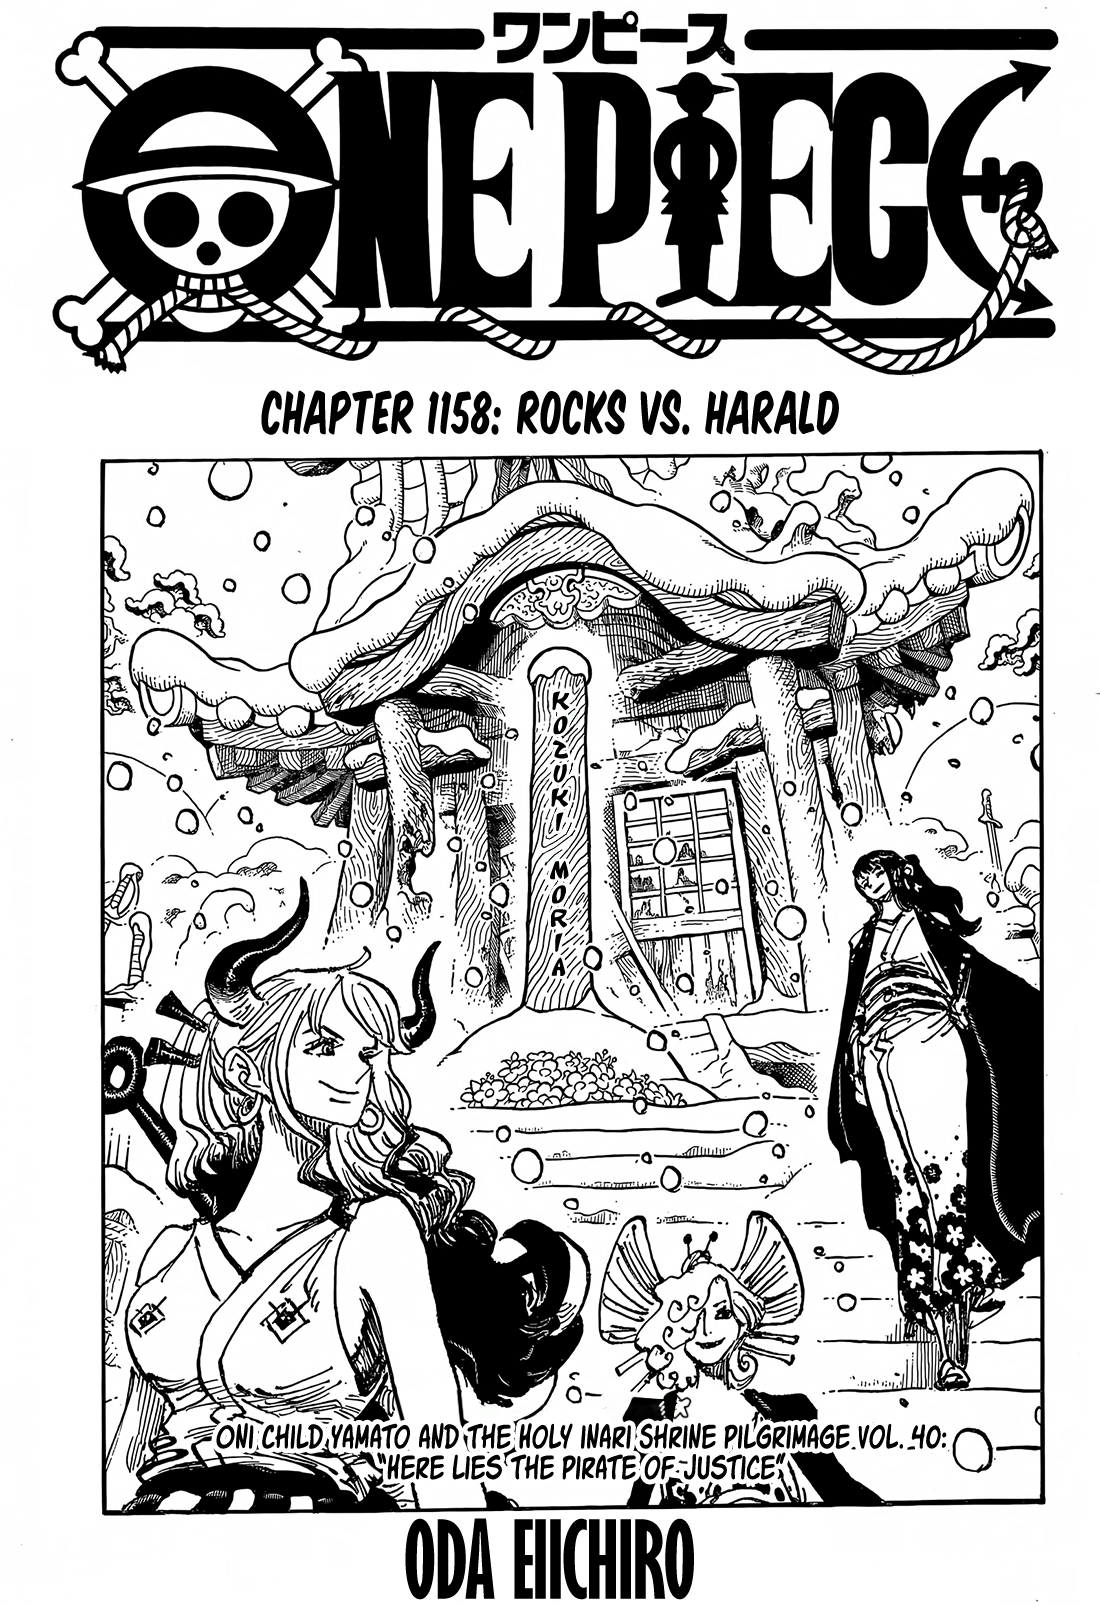 ワンピース
ONE PIECE
CHAPTER 1158: ROCKS VS. HARALD
KOZUKI MORIA
ONI CHILD YAMATO AND THE HOLY INARI SHRINE PILGRIMAGE VOL. 40:
"HERE LIES THE PIRATE OF JUSTICE"
ODA EIICHIRO